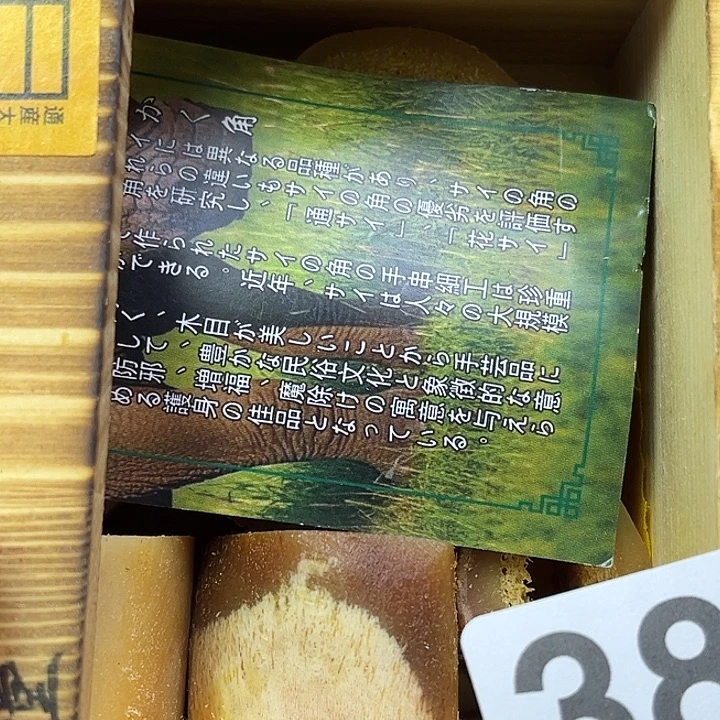 通産大
がく角
イには異なる品種があり、サイの角の
れらの違いもサイの角の優劣を評価す
用を研究し、「通サイ」、「花サイ」
、作られたサイの角の手串細工は珍重
ができる。近年、サイは人々の大規模
く、木目が美しいことから手芸品に
して、豊かな民俗文化と象徴的な意
防邪、増福、魔除けの寓意を与えら
める護身の佳品となっている。
38